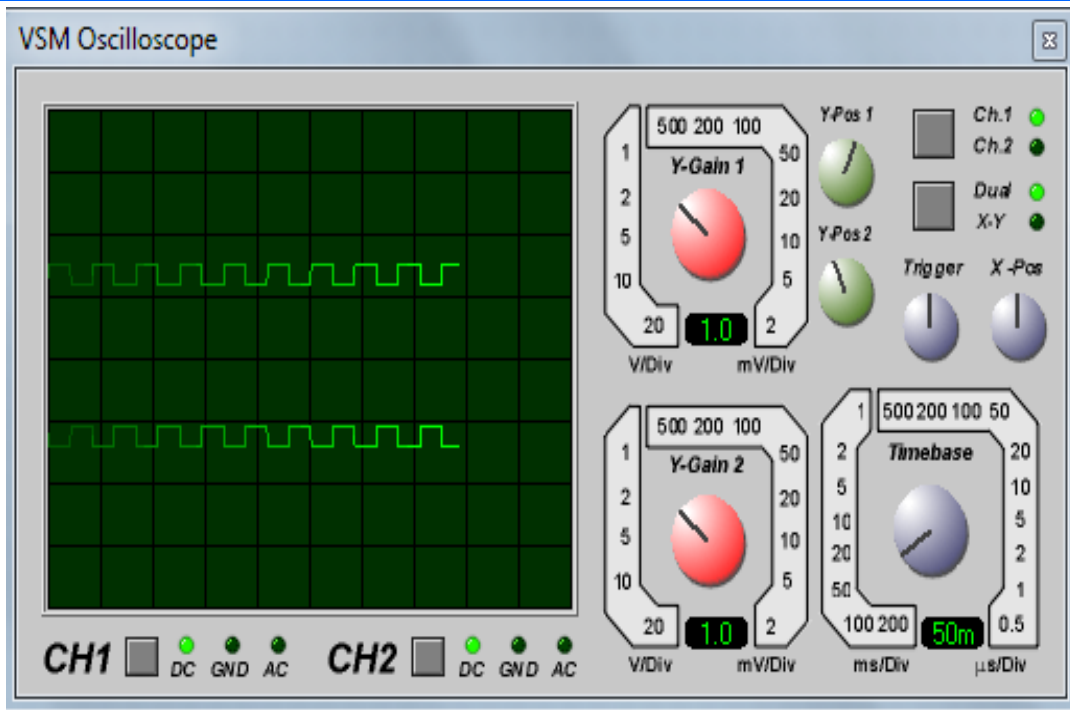 VSM Oscilloscope
500 200 100
1
2
5
10
20
50
20
10
5
2
Y-Gain 1
1.0
V/Div
mV/Div
Y-Pos 1
Y-Pos 2
Ch.1
Ch.2
Dual
X-Y
Trigger
X -Pos
500 200 100
1
2
5
10
20
50
20
10
5
2
Y-Gain 2
1.0
V/Div
mV/Div
1
500 200 100 50
2
5
10
20
50
100 200
20
10
5
2
1
0.5
Timebase
50m
ms/Div
µs/Div
CH1
DC
GND
AC
CH2
DC
GND
AC